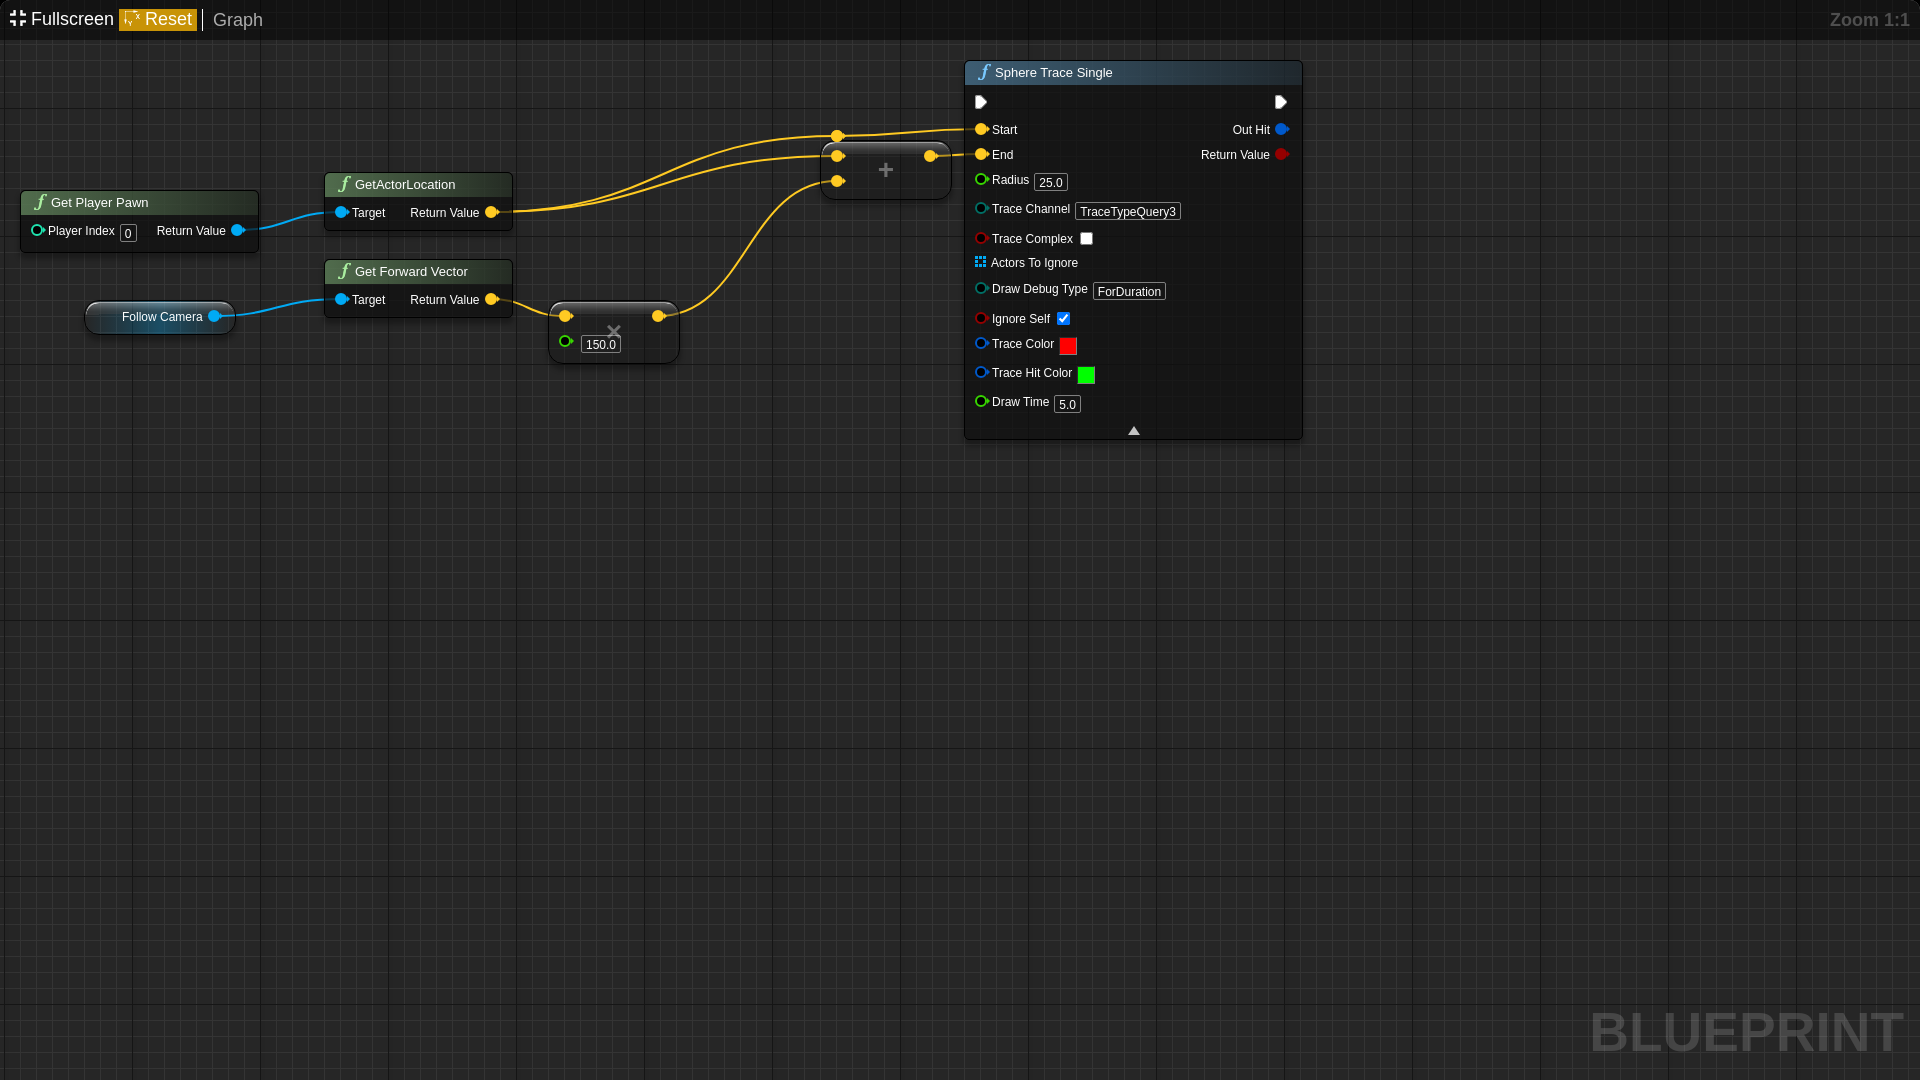 Fullscreen Reset Graph Zoom 1:1
Sphere Trace Single
Start Out Hit
End Return Value
Radius 25.0
Trace Channel TraceTypeQuery3
Trace Complex
Actors To Ignore
Draw Debug Type ForDuration
Ignore Self
Trace Color
Trace Hit Color
Draw Time 5.0
+
GetActorLocation
Target Return Value
Get Player Pawn
Player Index 0 Return Value
Get Forward Vector
Target Return Value
Follow Camera
×
150.0
BLUEPRINT